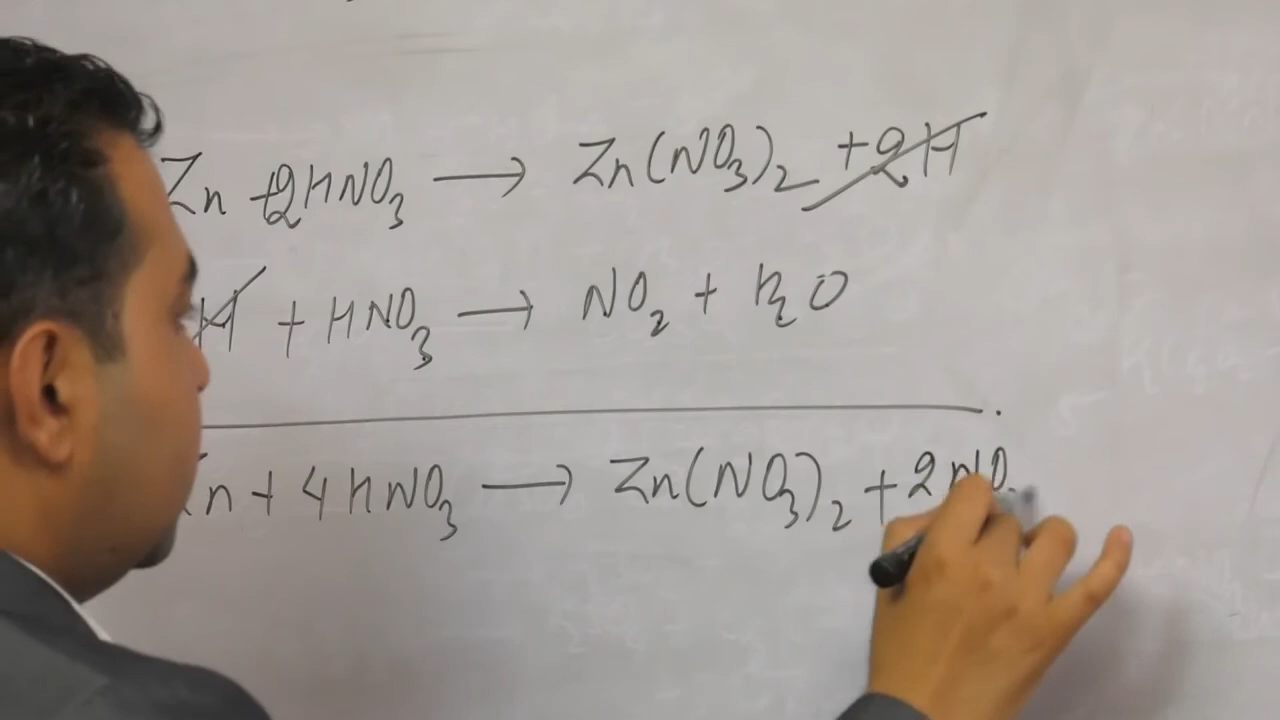 Zn + 2HNO₃ → Zn(NO₃)₂ + 2H
H + HNO₃ → NO₂ + H₂O
Zn + 4HNO₃ → Zn(NO₃)₂ + 2NO